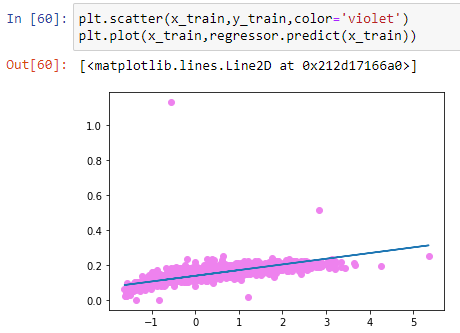 In [60]: plt.scatter(x_train,y_train,color='violet')
plt.plot(x_train,regressor.predict(x_train))
Out[60]: [<matplotlib.lines.Line2D at 0x212d17166a0>]
1.0
0.8
0.6
0.4
0.2
0.0
−1 0 1 2 3 4 5